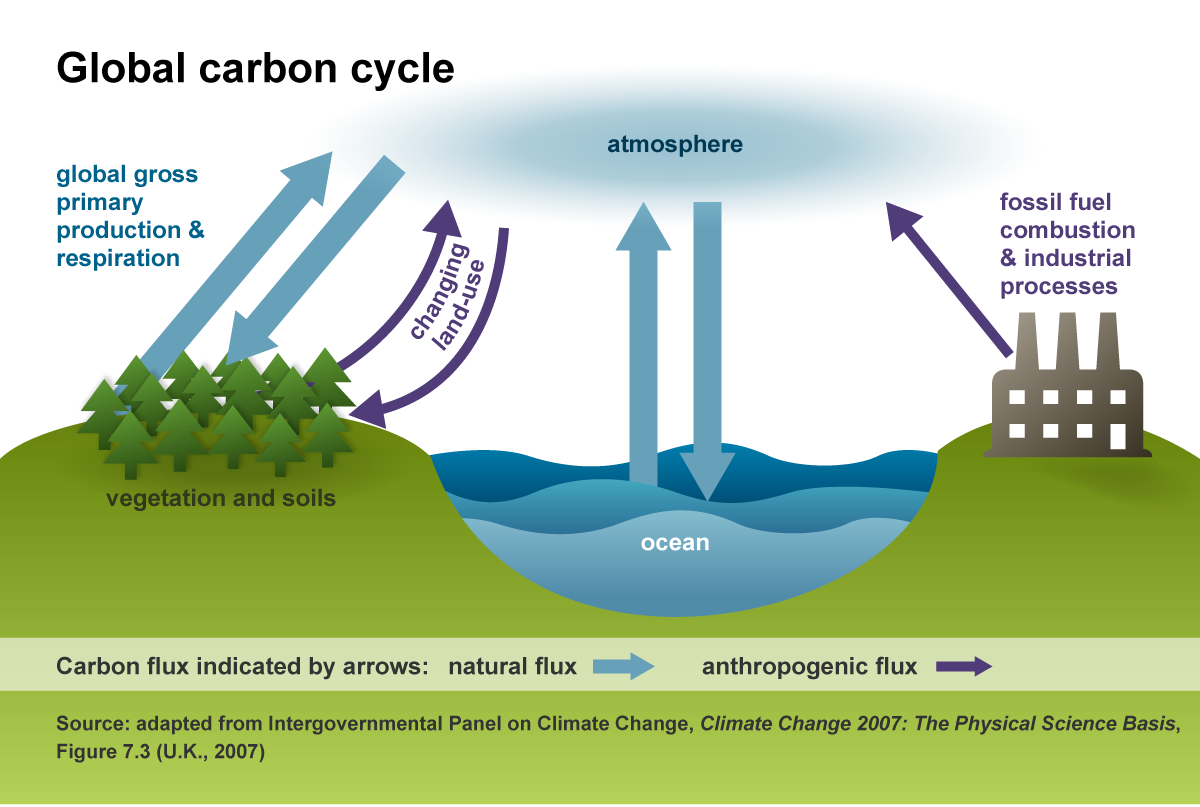 Global carbon cycle
atmosphere
global gross
primary
production &
respiration
changing
land-use
fossil fuel
combustion
& industrial
processes
vegetation and soils
ocean
Carbon flux indicated by arrows: natural flux anthropogenic flux
Source: adapted from Intergovernmental Panel on Climate Change, Climate Change 2007: The Physical Science Basis,
Figure 7.3 (U.K., 2007)